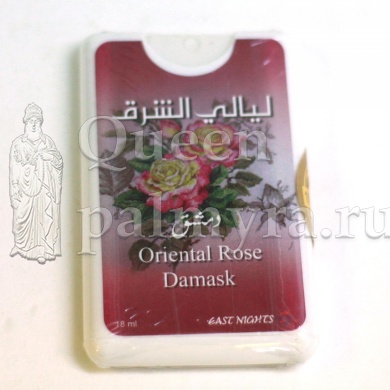 ليالي الشرق
Queen
palmyra.ru
دمشق
Oriental Rose
Damask
18 ml
EAST NIGHTS